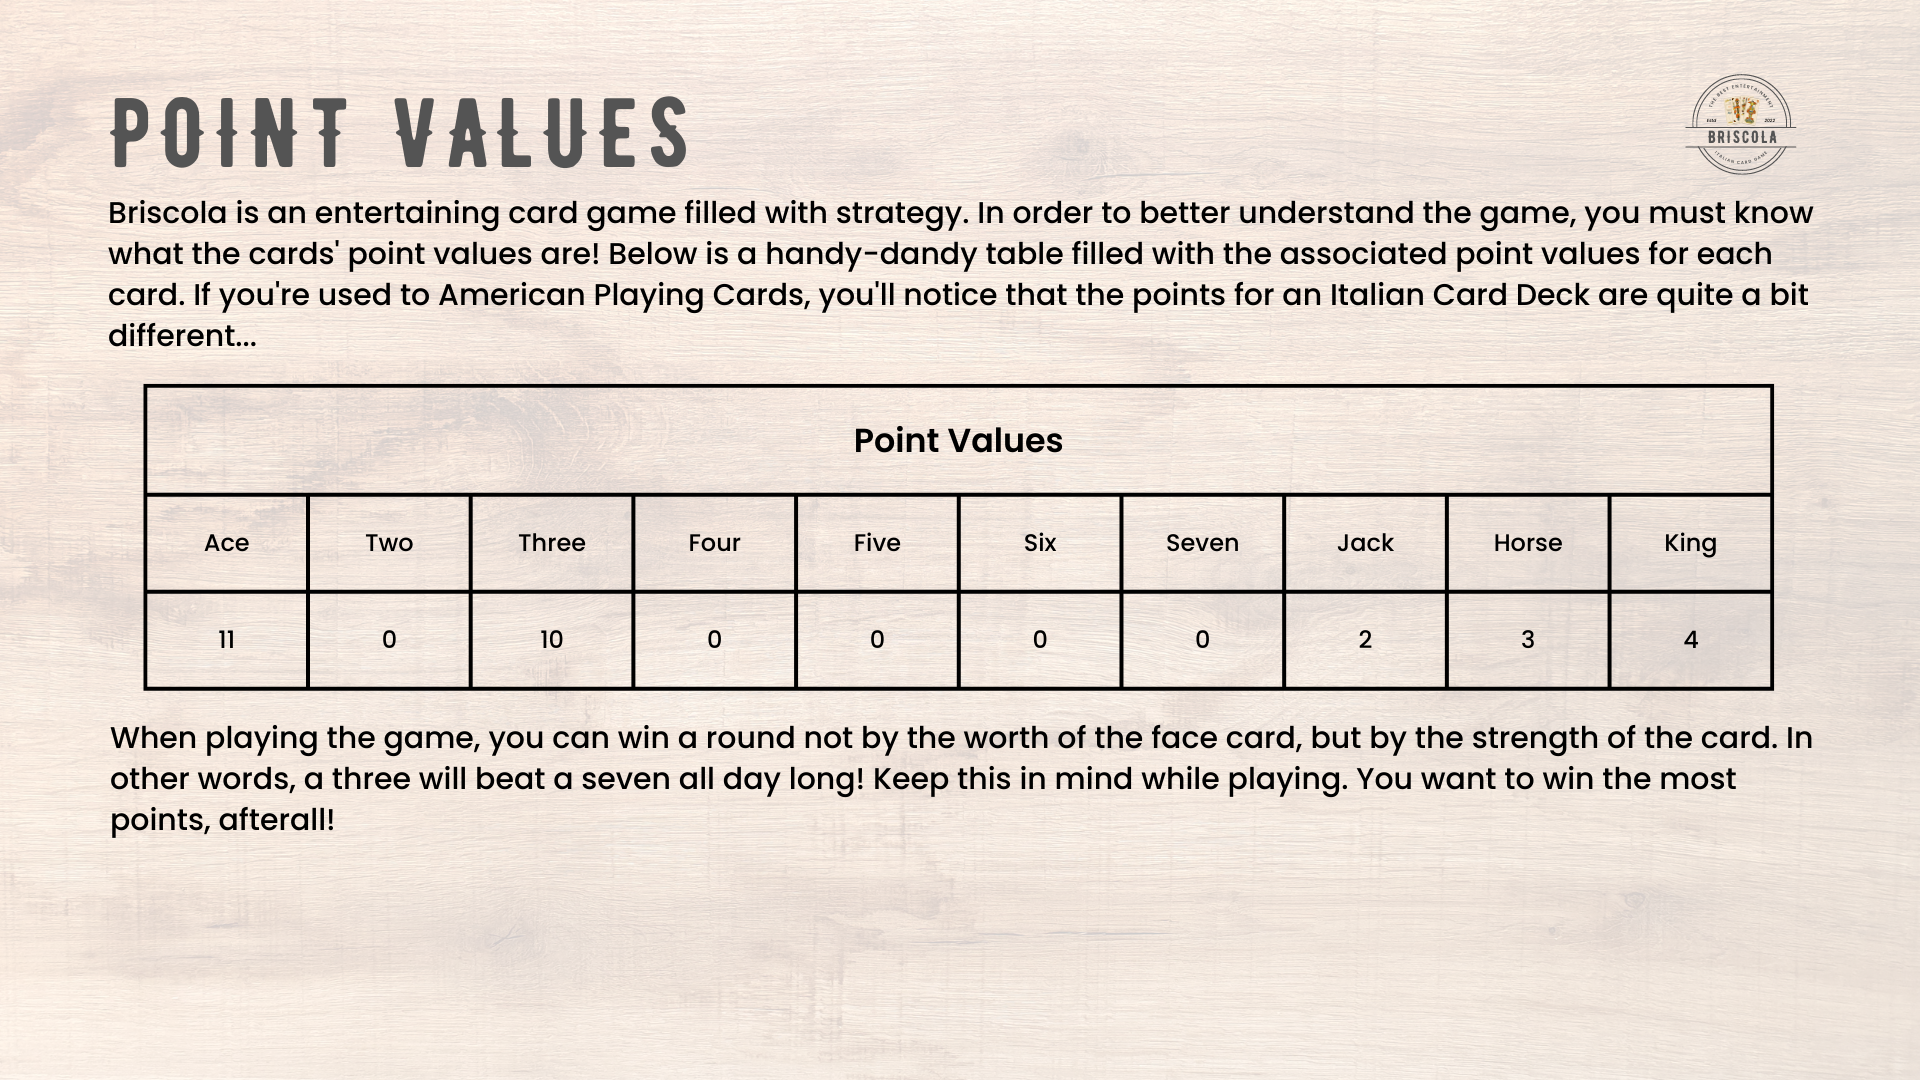 POINT VALUES
THE BEST ENTERTAINMENT
2022
BRISCOLA
ITALIAN CARD GAME
Briscola is an entertaining card game filled with strategy. In order to better understand the game, you must know
what the cards' point values are! Below is a handy-dandy table filled with the associated point values for each
card. If you're used to American Playing Cards, you'll notice that the points for an Italian Card Deck are quite a bit
different...
Point Values
Ace Two Three Four Five Six Seven Jack Horse King
11 0 10 0 0 0 0 2 3 4
When playing the game, you can win a round not by the worth of the face card, but by the strength of the card. In
other words, a three will beat a seven all day long! Keep this in mind while playing. You want to win the most
points, afterall!